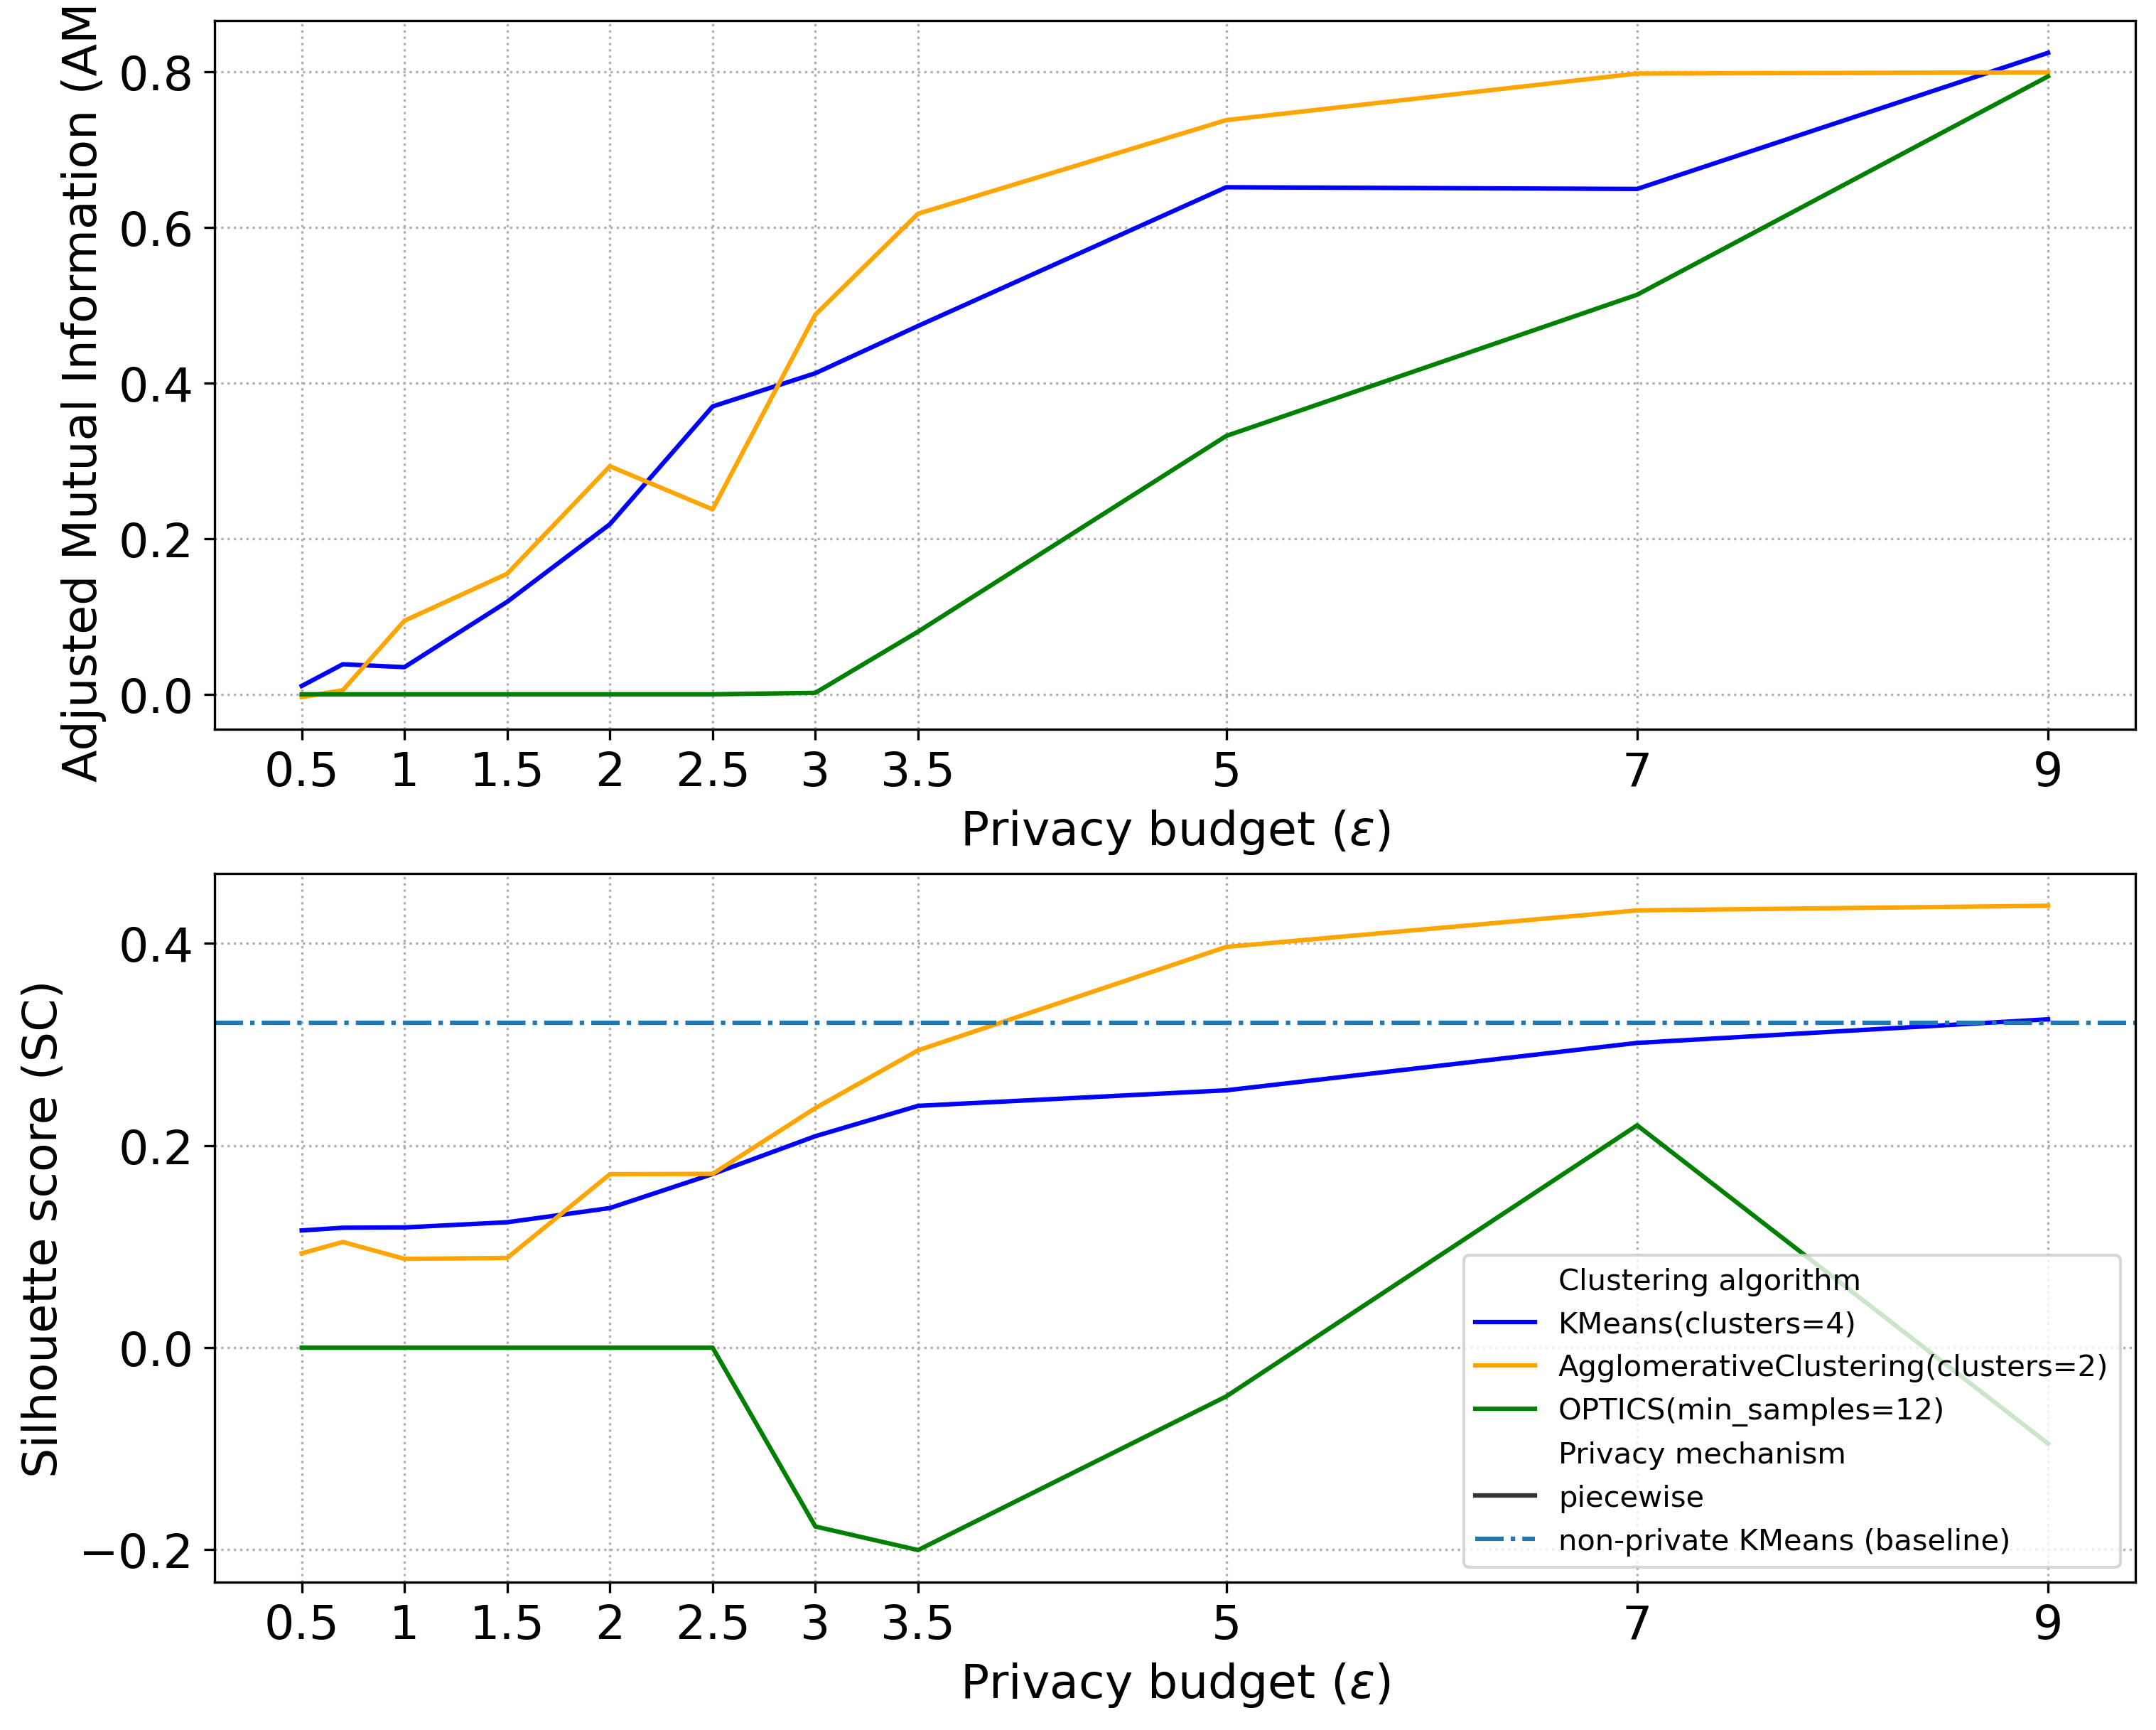 Adjusted Mutual Information (AM
0.8
0.6
0.4
0.2
0.0
0.5 1 1.5 2 2.5 3 3.5 5 7 9
Privacy budget (ε)
Silhouette score (SC)
0.4
0.2
0.0
−0.2
Clustering algorithm
KMeans(clusters=4)
AgglomerativeClustering(clusters=2)
OPTICS(min_samples=12)
Privacy mechanism
piecewise
non-private KMeans (baseline)
0.5 1 1.5 2 2.5 3 3.5 5 7 9
Privacy budget (ε)